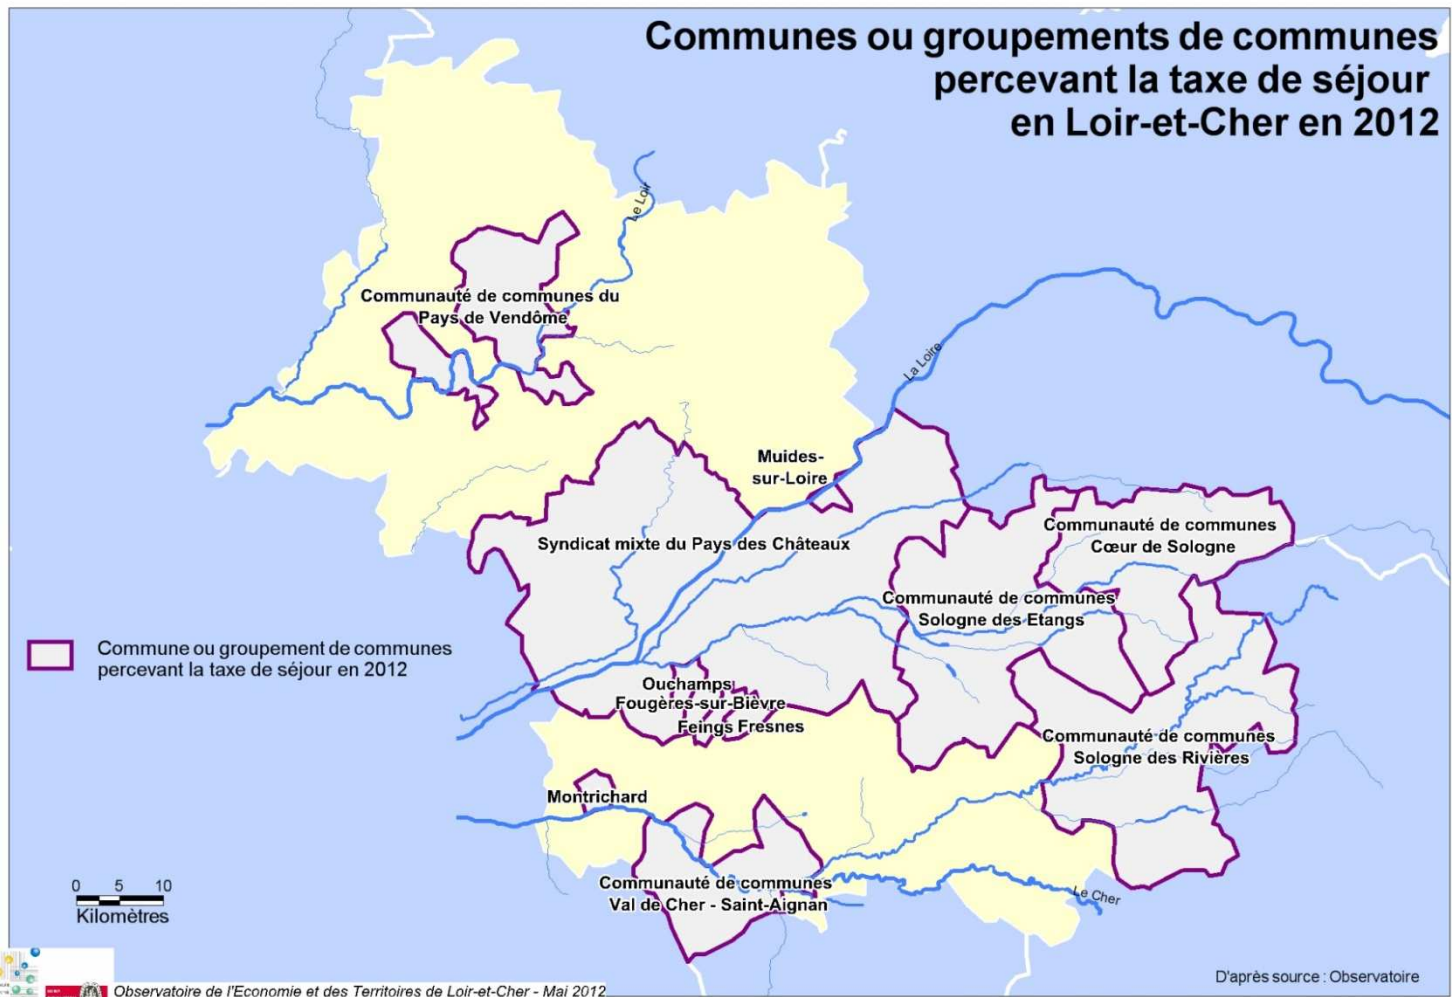 Communes ou groupements de communes
percevant la taxe de séjour
en Loir-et-Cher en 2012
Le Loir
Communauté de communes du
Pays de Vendôme
La Loire
Muides-
sur-Loire
Communauté de communes
Cœur de Sologne
Syndicat mixte du Pays des Châteaux
Communauté de communes
Sologne des Etangs
Commune ou groupement de communes
percevant la taxe de séjour en 2012
Ouchamps
Fougères-sur-Bièvre
Feings Fresnes
Communauté de communes
Sologne des Rivières
Montrichard
Communauté de communes
Val de Cher - Saint-Aignan
Le Cher
0 5 10
Kilomètres
D'après source : Observatoire
Observatoire de l'Economie et des Territoires de Loir-et-Cher - Mai 2012